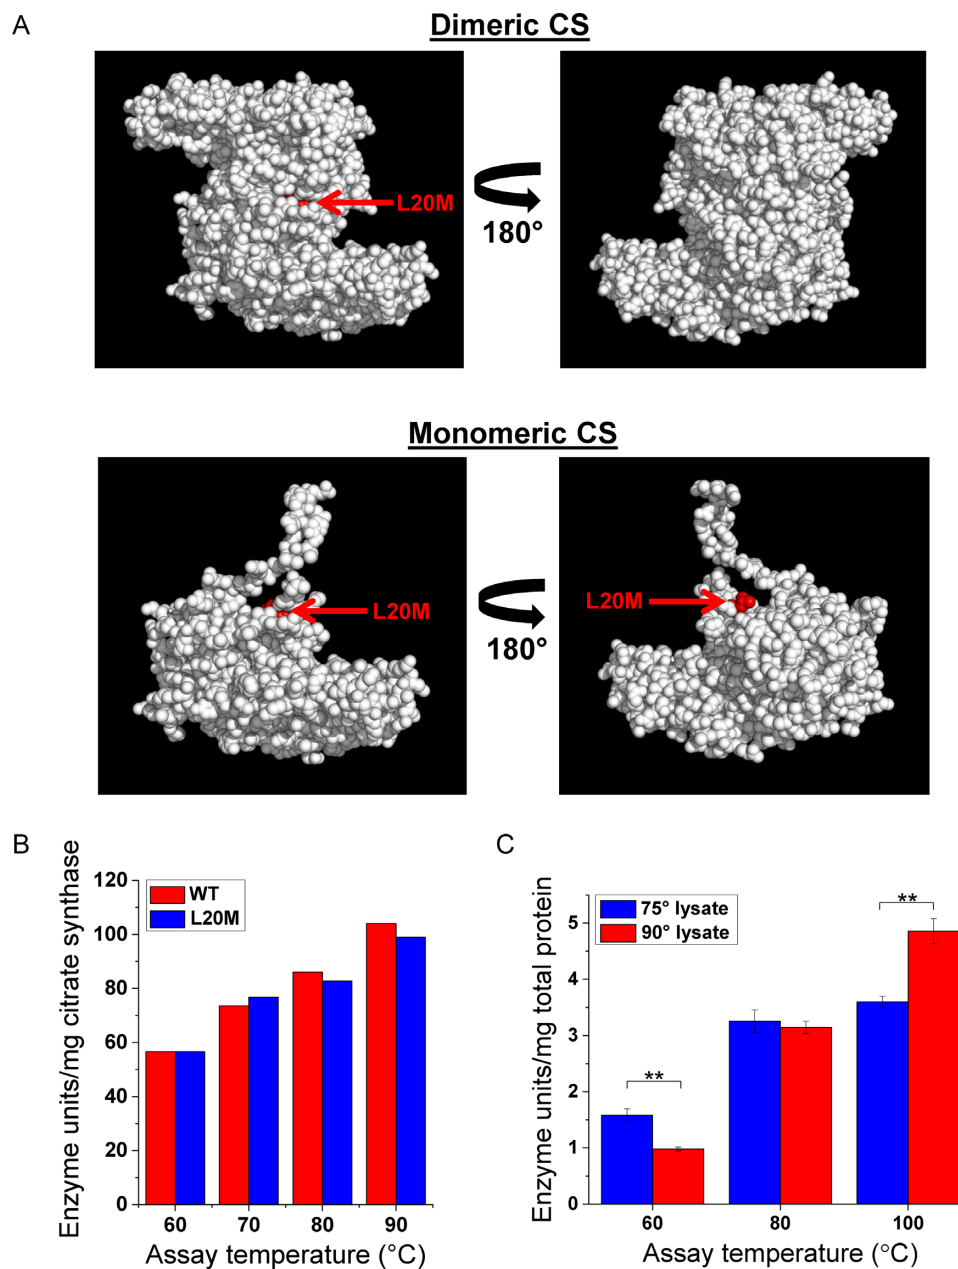 A
Dimeric CS
L20M
180°
Monomeric CS
L20M
180°
L20M
B
Enzyme units/mg citrate synthase
120
100
80
60
40
20
0
WT
L20M
60 70 80 90
Assay temperature (°C)
C
Enzyme units/mg total protein
5
4
3
2
1
0
75° lysate
90° lysate
**
**
60 80 100
Assay temperature (°C)